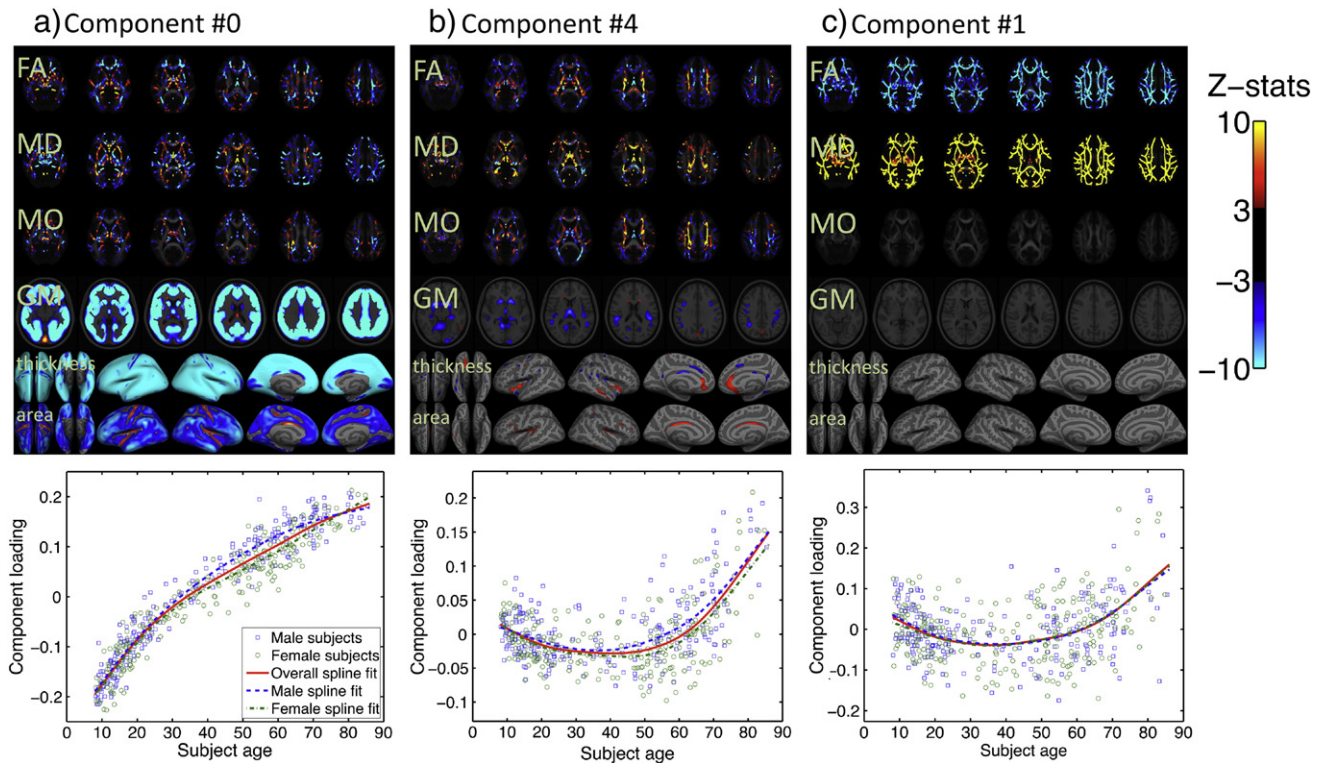 a) Component #0
b) Component #4
c) Component #1
FA
MD
MO
GM
thickness
area
FA
MD
MO
GM
thickness
area
FA
MD
MO
GM
thickness
area
Z-stats
10
3
-3
-10
Component loading
0.2
0.1
0
-0.1
-0.2
0 10 20 30 40 50 60 70 80 90
Subject age
Male subjects
Female subjects
Overall spline fit
Male spline fit
Female spline fit
Component loading
0.2
0.15
0.1
0.05
0
-0.05
-0.1
0 10 20 30 40 50 60 70 80 90
Subject age
Component loading
0.3
0.2
0.1
0
-0.1
-0.2
0 10 20 30 40 50 60 70 80 90
Subject age